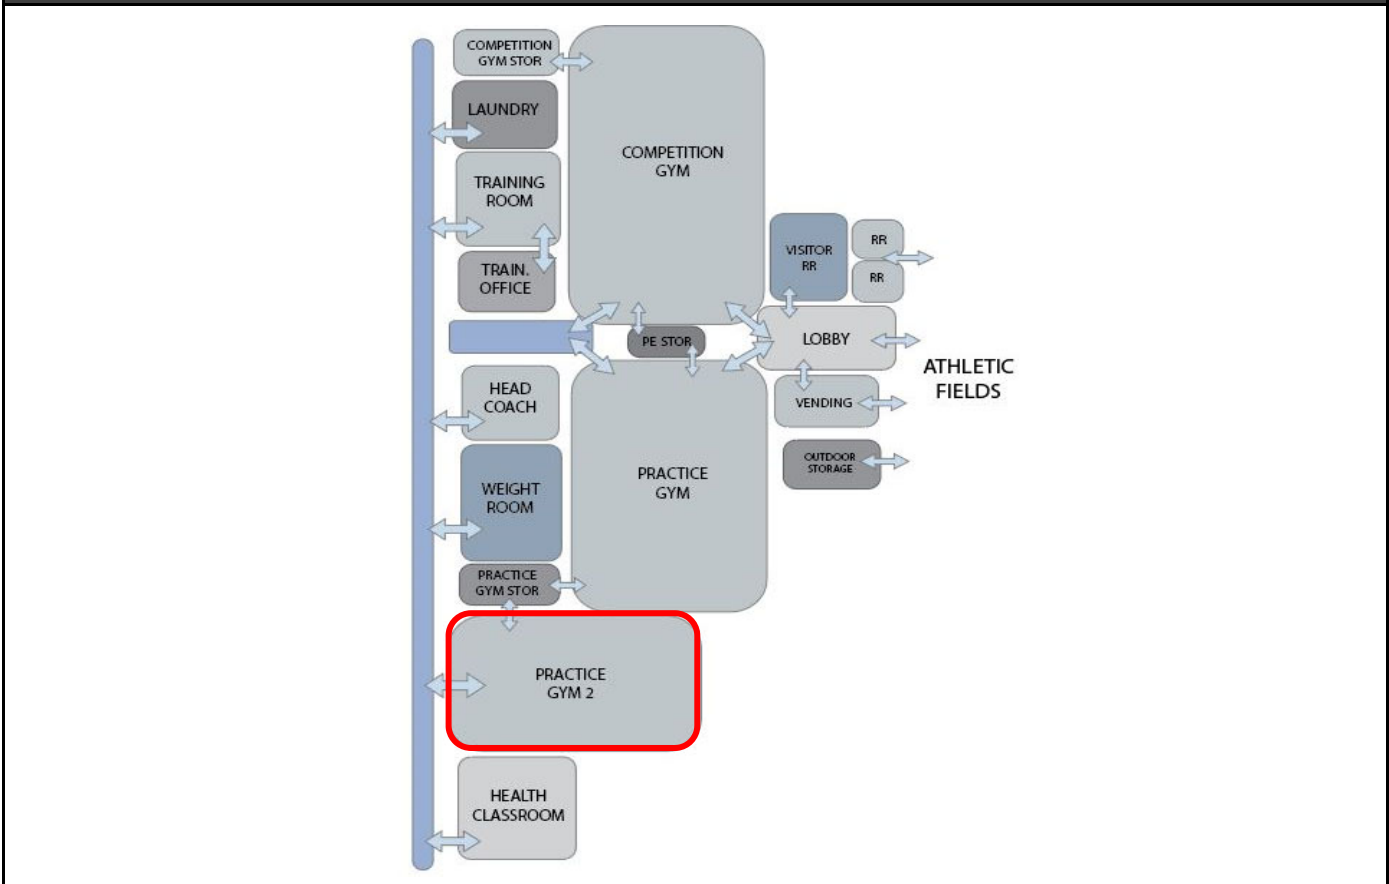 COMPETITION
GYM STOR
LAUNDRY
TRAINING
ROOM
TRAIN.
OFFICE
COMPETITION
GYM
VISITOR
RR
RR
RR
PE STOR
LOBBY
ATHLETIC
FIELDS
VENDING
OUTDOOR
STORAGE
HEAD
COACH
WEIGHT
ROOM
PRACTICE
GYM
PRACTICE
GYM STOR
PRACTICE
GYM 2
HEALTH
CLASSROOM